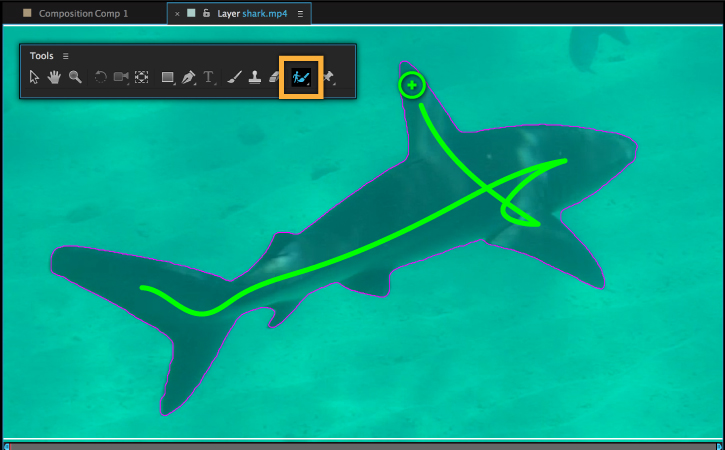 Composition Comp 1
× Layer shark.mp4
Tools
T